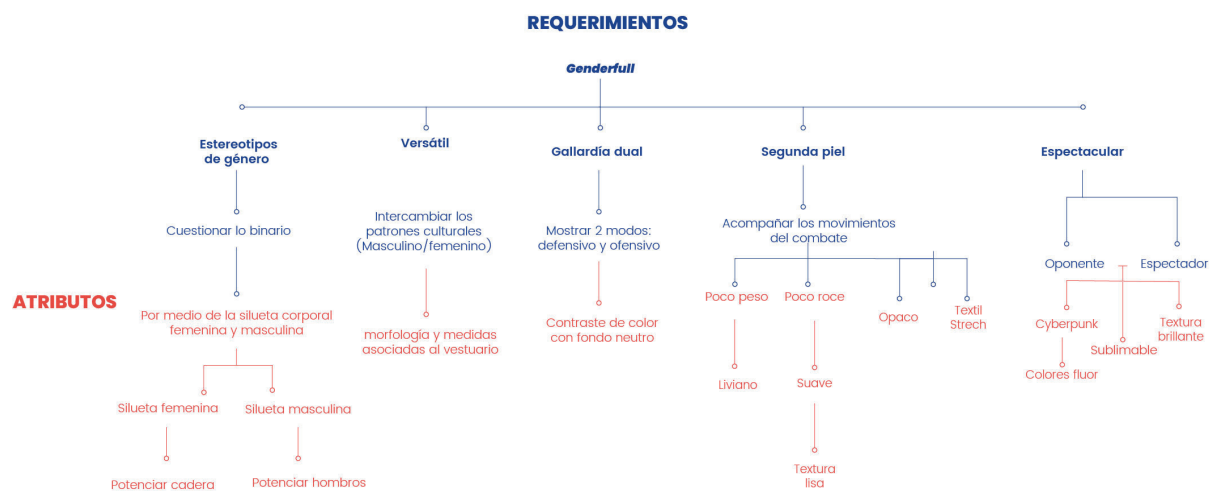 REQUERIMIENTOS
Genderfull
Estereotipos
de género
Versátil
Gallardía dual
Segunda piel
Espectacular
Cuestionar lo binario
Intercambiar los
patrones culturales
(Masculino/femenino)
Mostrar 2 modos:
defensivo y ofensivo
Acompañar los movimientos
del combate
Oponente
Espectador
ATRIBUTOS
Por medio de la silueta corporal
femenina y masculina
morfología y medidas
asociadas al vestuario
Contraste de color
con fondo neutro
Poco peso
Poco roce
Opaco
Textil
Strech
Cyberpunk
Sublimable
Textura
brillante
Colores fluor
Liviano
Suave
Silueta femenina
Silueta masculina
Potenciar cadera
Potenciar hombros
Textura
lisa